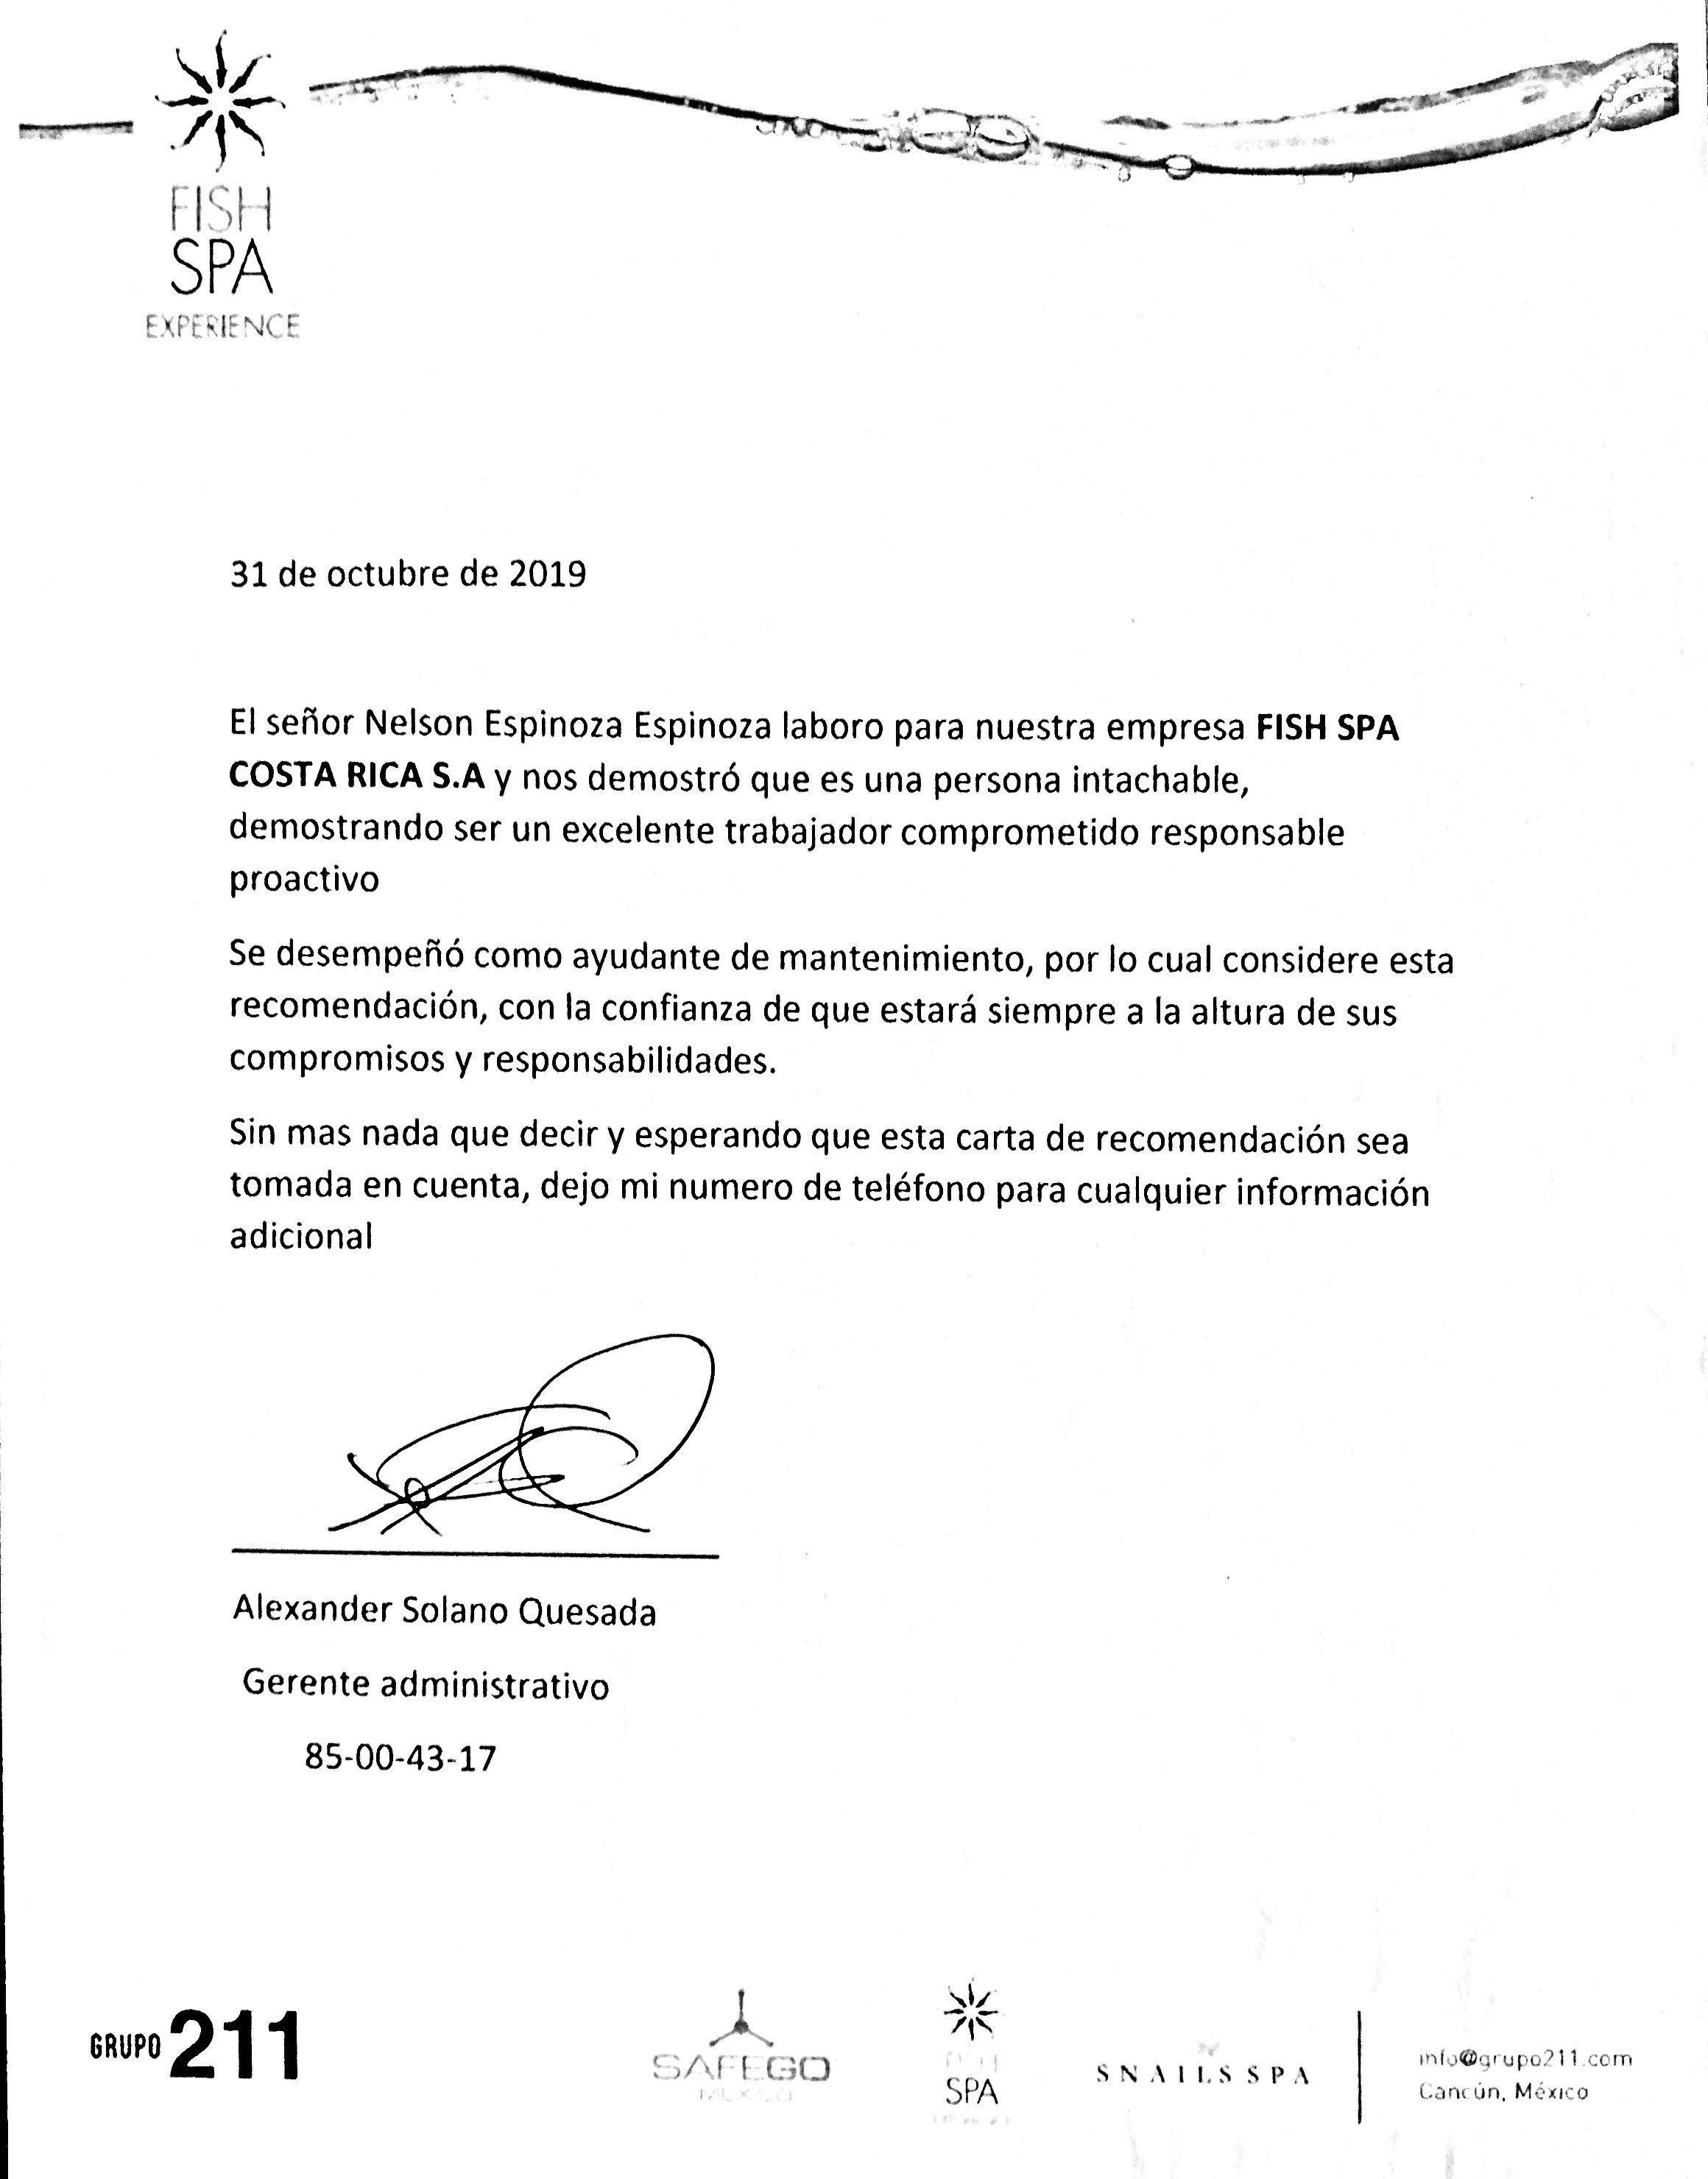 FISH
SPA
EXPERIENCE
31 de octubre de 2019
El señor Nelson Espinoza Espinoza laboro para nuestra empresa FISH SPA
COSTA RICA S.A y nos demostró que es una persona intachable,
demostrando ser un excelente trabajador comprometido responsable
proactivo
Se desempeñó como ayudante de mantenimiento, por lo cual considere esta
recomendación, con la confianza de que estará siempre a la altura de sus
compromisos y responsabilidades.
Sin mas nada que decir y esperando que esta carta de recomendación sea
tomada en cuenta, dejo mi numero de teléfono para cualquier información
adicional
Alexander Solano Quesada
Gerente administrativo
85-00-43-17
GRUPO 211
SAFEGO
MEXICO
FISH
SPA
SNAILS SPA
info@grupo211.com
Cancún, México